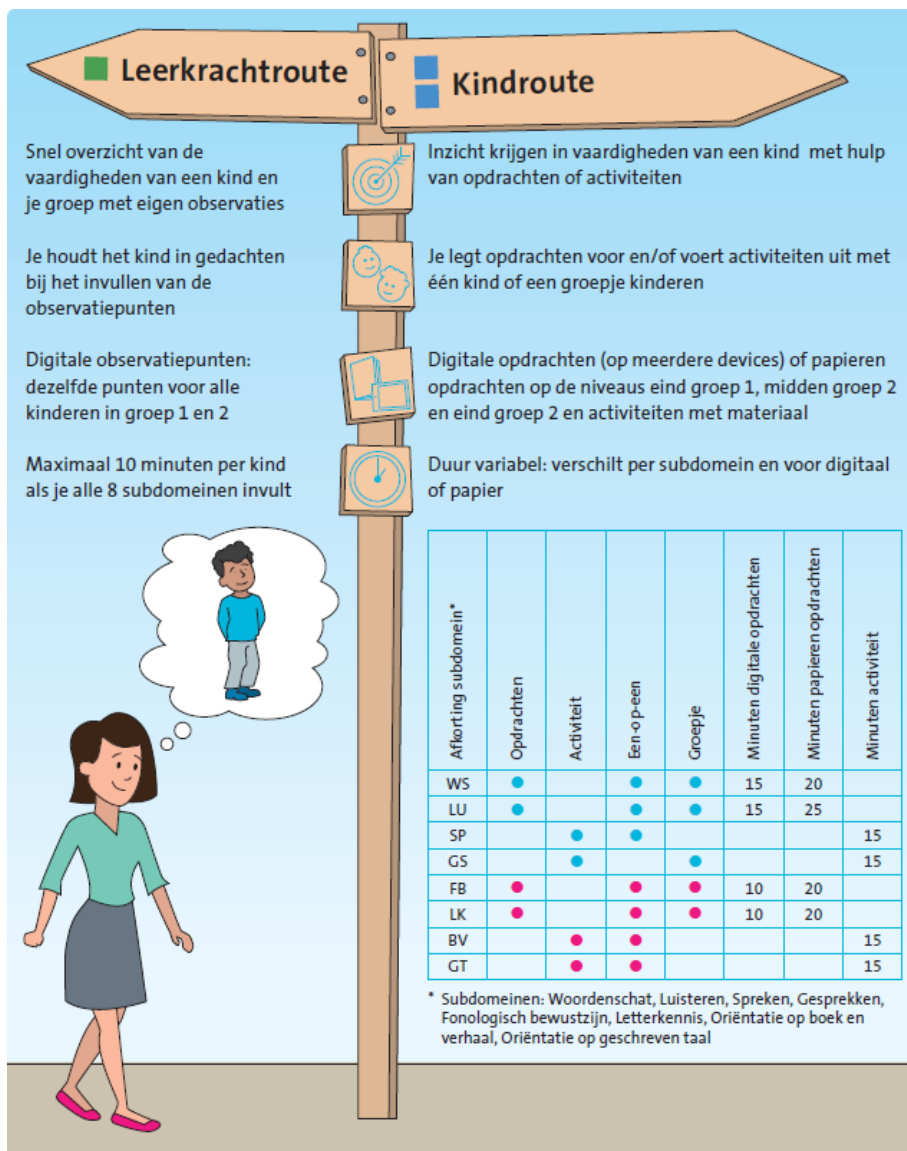 Leerkrachtroute
Kindroute
Snel overzicht van de
vaardigheden van een kind en
je groep met eigen observaties
Inzicht krijgen in vaardigheden van een kind met hulp
van opdrachten of activiteiten
Je houdt het kind in gedachten
bij het invullen van de
observatiepunten
Je legt opdrachten voor en/of voert activiteiten uit met
één kind of een groepje kinderen
Digitale observatiepunten:
dezelfde punten voor alle
kinderen in groep 1 en 2
Digitale opdrachten (op meerdere devices) of papieren
opdrachten op de niveaus eind groep 1, midden groep 2
en eind groep 2 en activiteiten met materiaal
Maximaal 10 minuten per kind
als je alle 8 subdomeinen invult
Duur variabel: verschilt per subdomein en voor digitaal
of papier
Afkorting subdomein* Opdrachten Activiteit Een-op-een Groepje Minuten digitale opdrachten Minuten papieren opdrachten Minuten activiteit
WS ● ● ● 15 20
LU ● ● ● 15 25
SP ● ● 15
GS ● ● 15
FB ● ● ● 10 20
LK ● ● ● 10 20
BV ● ● 15
GT ● ● 15
* Subdomeinen: Woordenschat, Luisteren, Spreken, Gesprekken,
Fonologisch bewustzijn, Letterkennis, Oriëntatie op boek en
verhaal, Oriëntatie op geschreven taal